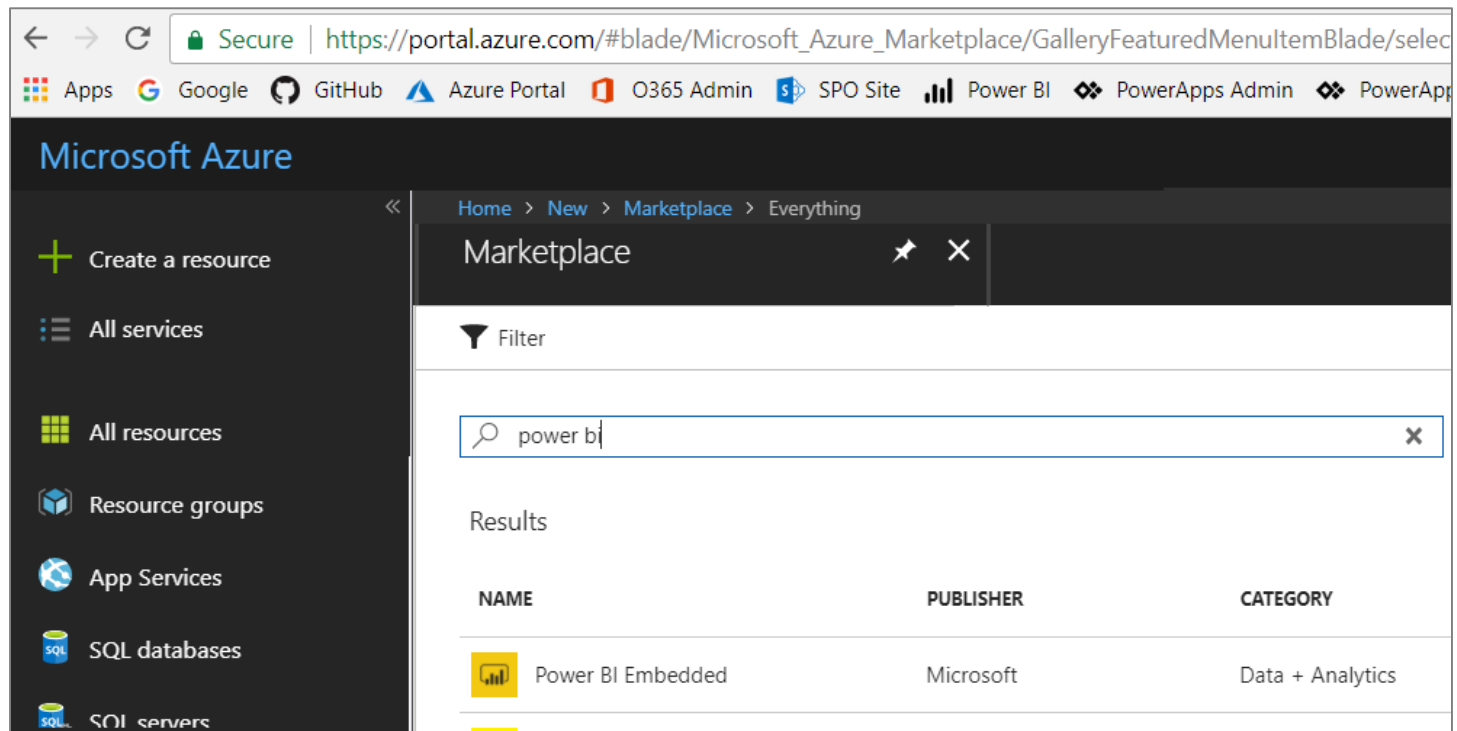 Secure | https://portal.azure.com/#blade/Microsoft_Azure_Marketplace/GalleryFeaturedMenuItemBlade/selec
Apps Google GitHub Azure Portal O365 Admin SPO Site Power BI PowerApps Admin PowerApp
Microsoft Azure
Home > New > Marketplace > Everything
Marketplace
Create a resource
All services
All resources
Resource groups
App Services
SQL databases
SQL servers
Filter
power bi
Results
NAME PUBLISHER CATEGORY
Power BI Embedded Microsoft Data + Analytics